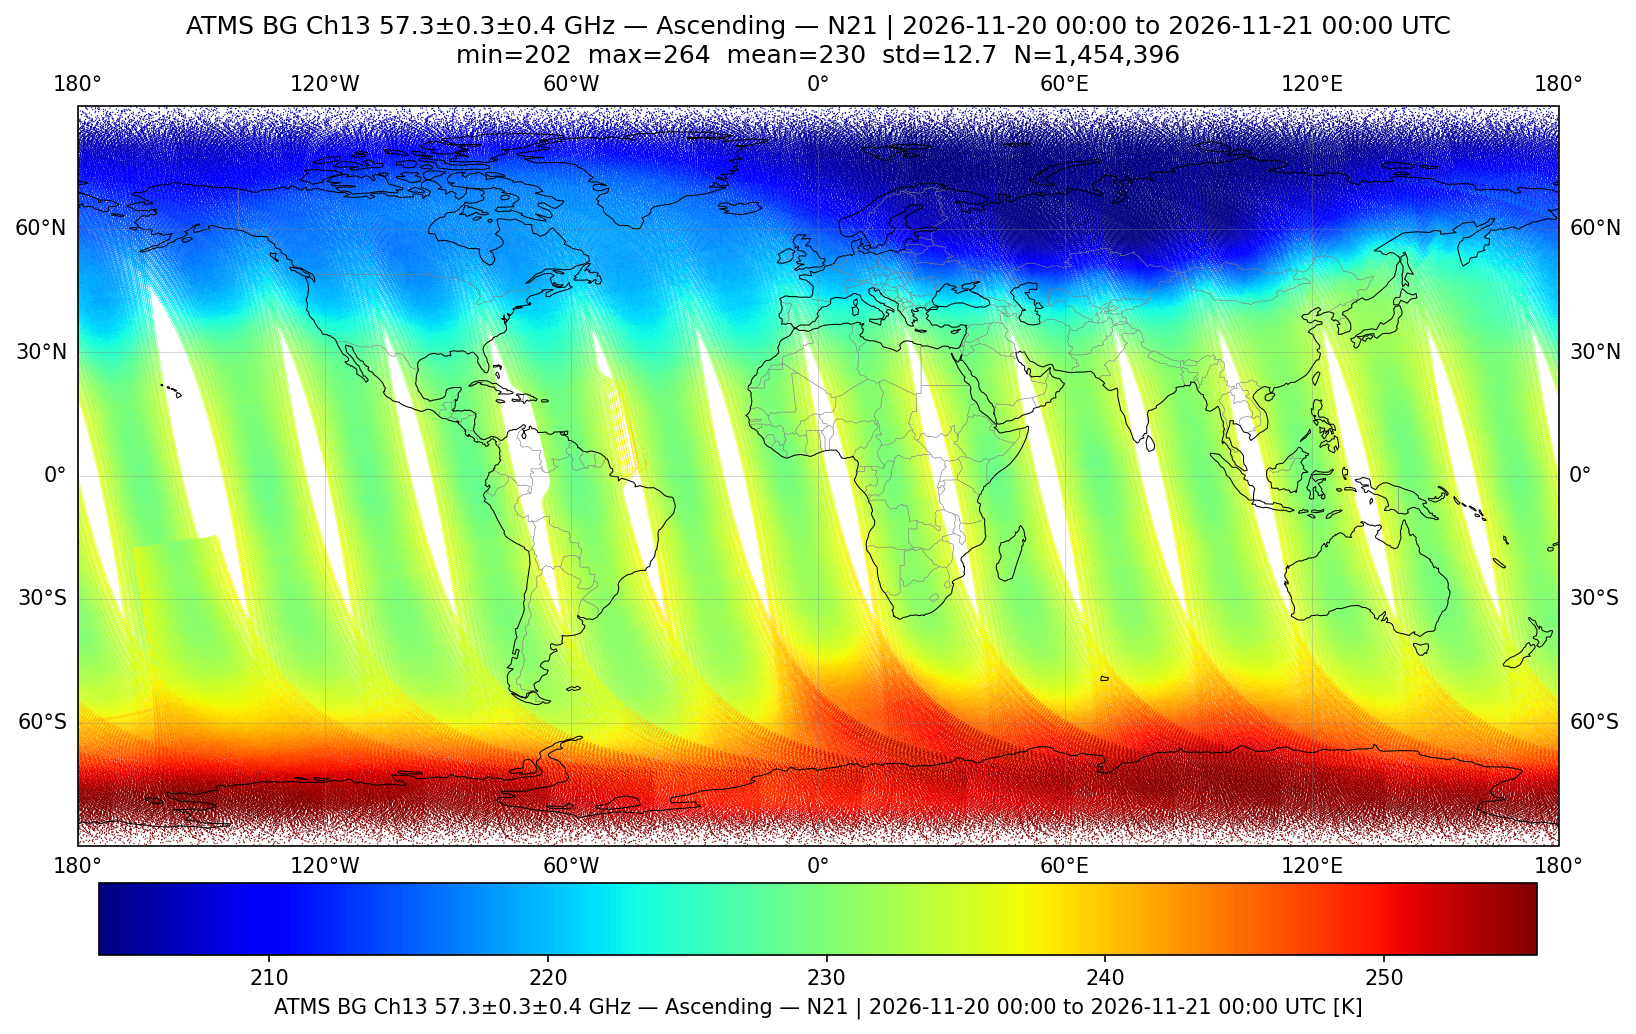 ATMS BG Ch13 57.3±0.3±0.4 GHz — Ascending — N21 | 2026-11-20 00:00 to 2026-11-21 00:00 UTC
min=202 max=264 mean=230 std=12.7 N=1,454,396
180° 120°W 60°W 0° 60°E 120°E 180°
60°N 60°N
30°N 30°N
0° 0°
30°S 30°S
60°S 60°S
180° 120°W 60°W 0° 60°E 120°E 180°
210 220 230 240 250
ATMS BG Ch13 57.3±0.3±0.4 GHz — Ascending — N21 | 2026-11-20 00:00 to 2026-11-21 00:00 UTC [K]